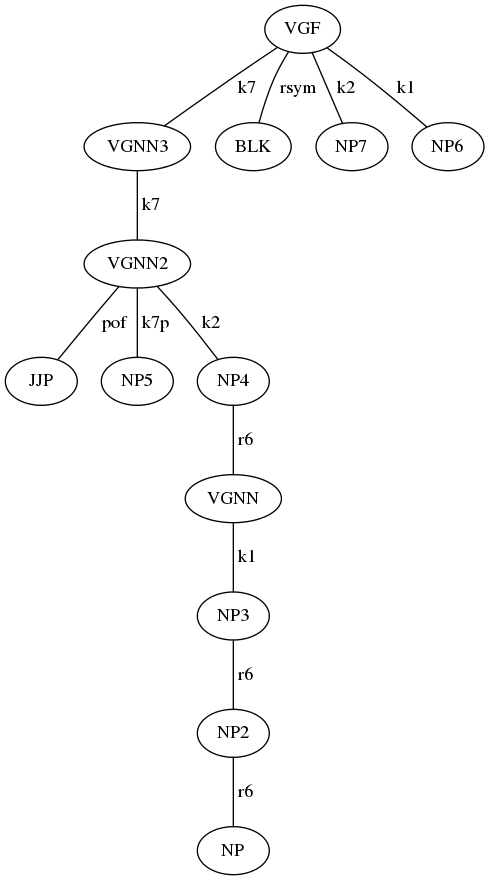 VGF
k7 rsym k2 k1
VGNN3 BLK NP7 NP6
k7
VGNN2
pof k7p k2
JJP NP5 NP4
r6
VGNN
k1
NP3
r6
NP2
r6
NP